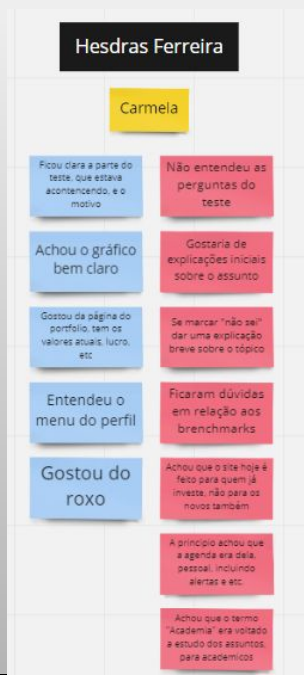 Hesdras Ferreira
Carmela
Ficou clara a parte do
teste, que estava
acontencendo, e o
motivo
Não entendeu as
perguntas do
teste
Achou o gráfico
bem claro
Gostaria de
explicações iniciais
sobre o assunto
Gostou da página do
portfolio, tem os
valores atuais, lucro,
etc
Se marcar "não sei"
dar uma explicação
breve sobre o tópico
Entendeu o
menu do perfil
Ficaram dúvidas
em relação aos
brenchmarks
Gostou do
roxo
Achou que o site hoje é
feito para quem já
investe, não para os
novos também
A principio achou que
a agenda era dela,
pessoal, incluindo
alertas e etc.
Achou que o termo
"Academia" era voltado
a estudo dos assuntos,
para academicos